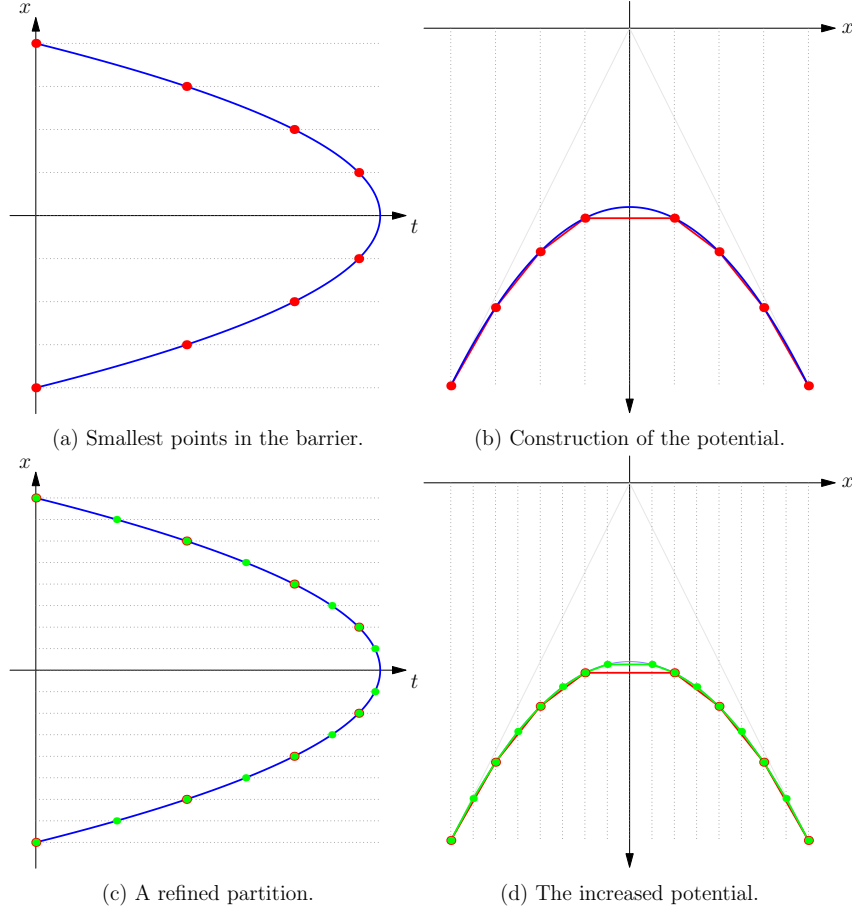 x
t
(a) Smallest points in the barrier.
x
(b) Construction of the potential.
x
t
(c) A refined partition.
x
(d) The increased potential.